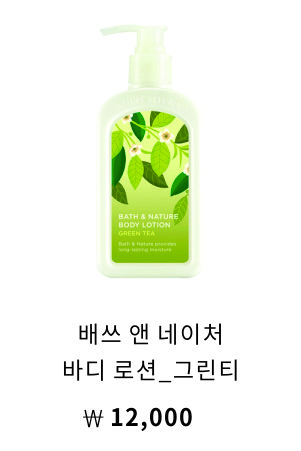 BATH & NATURE
BODY LOTION
GREEN TEA
Bath & Nature provides
long-lasting moisture
배쓰 앤 네이처
바디 로션_그린티
₩ 12,000